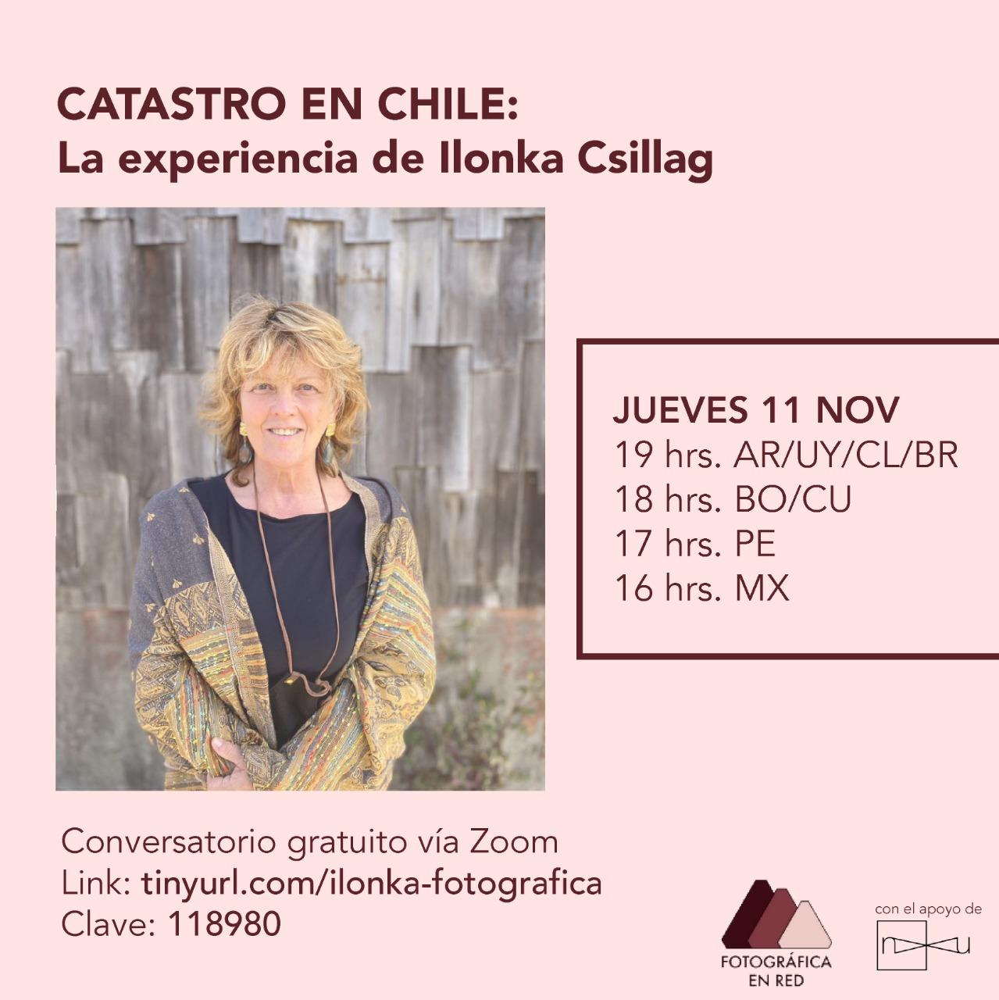 CATASTRO EN CHILE:
La experiencia de Ilonka Csillag
JUEVES 11 NOV
19 hrs. AR/UY/CL/BR
18 hrs. BO/CU
17 hrs. PE
16 hrs. MX
Conversatorio gratuito vía Zoom
Link: tinyurl.com/ilonka-fotografica
Clave: 118980
FOTOGRÁFICA
EN RED
con el apoyo de